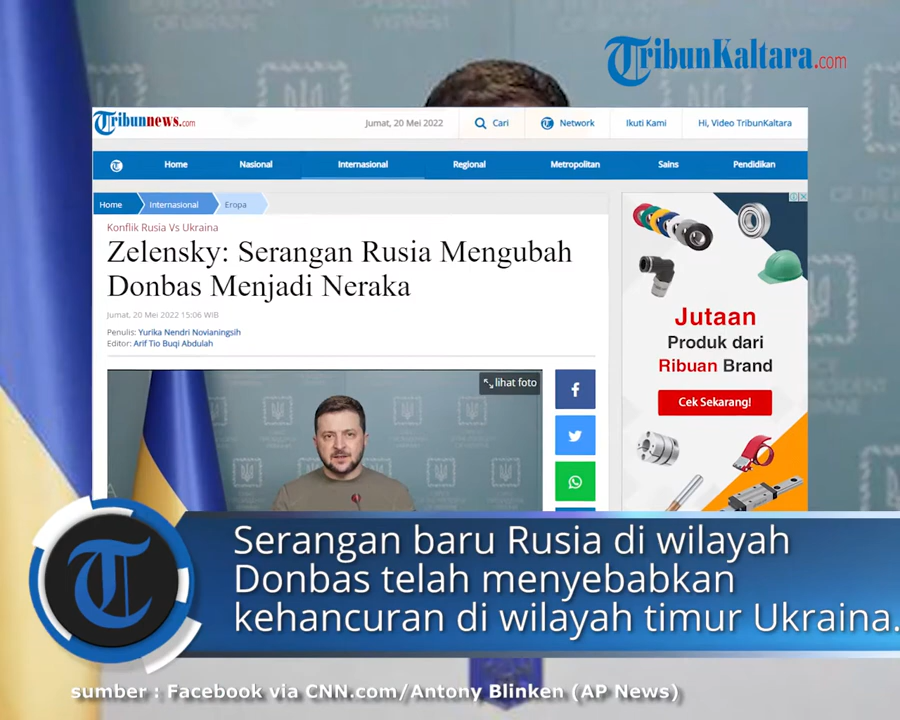 OF UKRAINE
TribunKaltara.com
Tribunnews.com
Jumat, 20 Mei 2022
Cari
Network
Ikuti Kami
Hi, Video TribunKaltara
Home
Nasional
Internasional
Regional
Metropolitan
Sains
Pendidikan
Home
Internasional
Eropa
Konflik Rusia Vs Ukraina
Zelensky: Serangan Rusia Mengubah
Donbas Menjadi Neraka
Jumat, 20 Mei 2022 15:06 WIB
Penulis: Yurika Nendri Novianingsih
Editor: Arif Tio Buqi Abdulah
lihat foto
Jutaan
Produk dari
Ribuan Brand
Cek Sekarang!
Serangan baru Rusia di wilayah
Donbas telah menyebabkan
kehancuran di wilayah timur Ukraina.
sumber : Facebook via CNN.com/Antony Blinken (AP News)